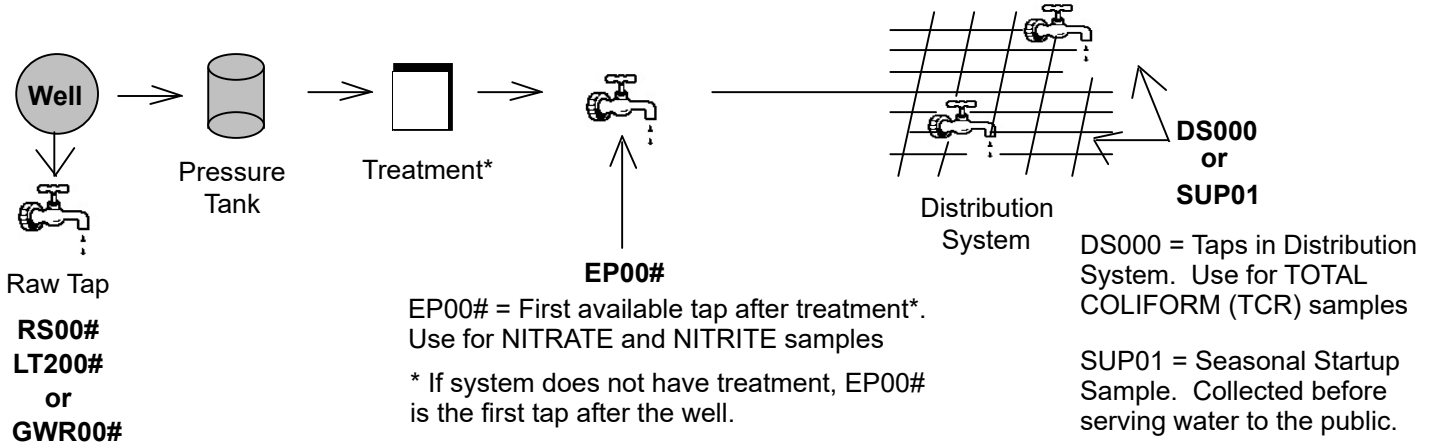 Well
Pressure
Tank
Treatment*
Raw Tap
RS00#
LT200#
or
GWR00#
EP00#
EP00# = First available tap after treatment*.
Use for NITRATE and NITRITE samples
* If system does not have treatment, EP00#
is the first tap after the well.
Distribution
System
DS000
or
SUP01
DS000 = Taps in Distribution
System. Use for TOTAL
COLIFORM (TCR) samples
SUP01 = Seasonal Startup
Sample. Collected before
serving water to the public.